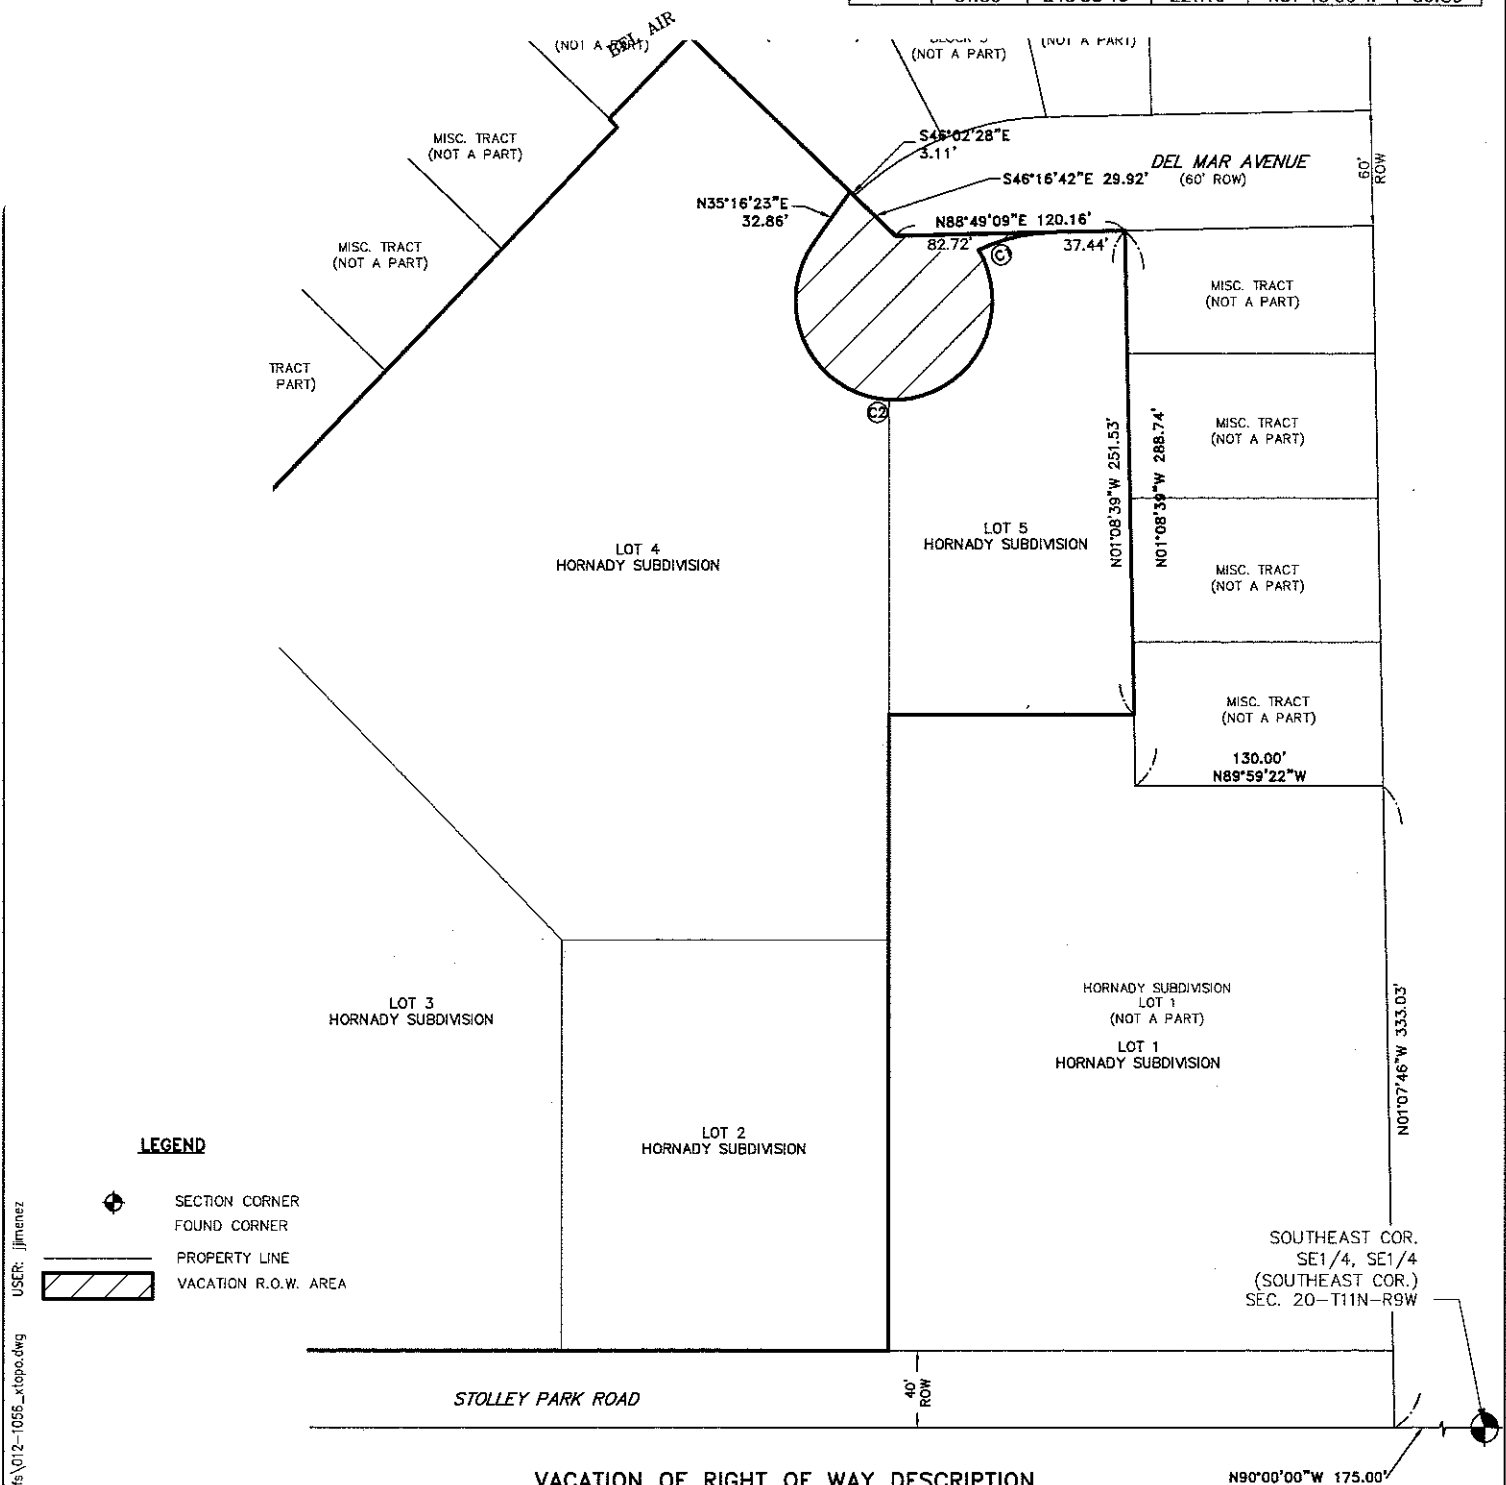 BEL AIR
(NOT A PART)
(NOT A PART)
(NOT A PART)
MISC. TRACT
(NOT A PART)
S46°02'28"E
3.11'
DEL MAR AVENUE
(60' ROW)
60'
ROW
S46°16'42"E 29.92'
N35°16'23"E
32.86'
N88°49'09"E 120.16'
82.72'
37.44'
C1
MISC. TRACT
(NOT A PART)
MISC. TRACT
(NOT A PART)
TRACT
PART)
C2
N01°08'39"W 251.53'
N01°08'39"W 288.74'
MISC. TRACT
(NOT A PART)
LOT 5
HORNADY SUBDIVISION
LOT 4
HORNADY SUBDIVISION
MISC. TRACT
(NOT A PART)
MISC. TRACT
(NOT A PART)
130.00'
N89°59'22"W
HORNADY SUBDIVISION
LOT 1
(NOT A PART)
LOT 1
HORNADY SUBDIVISION
N01°07'46"W 333.03'
LOT 3
HORNADY SUBDIVISION
LOT 2
HORNADY SUBDIVISION
LEGEND
SECTION CORNER
FOUND CORNER
PROPERTY LINE
VACATION R.O.W. AREA
USER: jjimenez
fs\012-1056_xtopo.dwg
SOUTHEAST COR.
SE1/4, SE1/4
(SOUTHEAST COR.)
SEC. 20-T11N-R9W
STOLLEY PARK ROAD
40'
ROW
N90°00'00"W 175.00'
VACATION OF RIGHT OF WAY DESCRIPTION